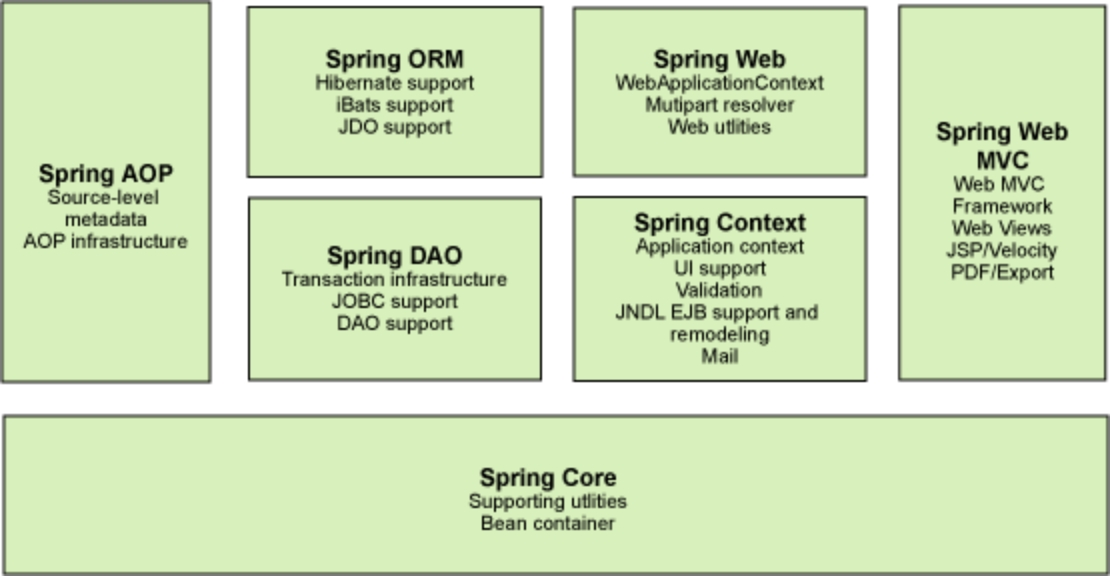 Spring AOP
Source-level
metadata
AOP infrastructure
Spring ORM
Hibernate support
iBats support
JDO support
Spring DAO
Transaction infrastructure
JOBC support
DAO support
Spring Web
WebApplicationContext
Mutipart resolver
Web utlities
Spring Context
Application context
UI support
Validation
JNDL EJB support and
remodeling
Mail
Spring Web
MVC
Web MVC
Framework
Web Views
JSP/Velocity
PDF/Export
Spring Core
Supporting utlities
Bean container